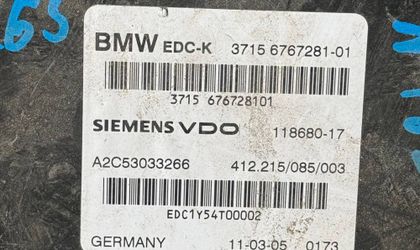 65
BMW EDC-K 3715 6767281-01
3715 676728101
SIEMENS VDO 118680-17
A2C53033266 412.215/085/003
EDC1Y54T00002
GERMANY 11-03-05 0173